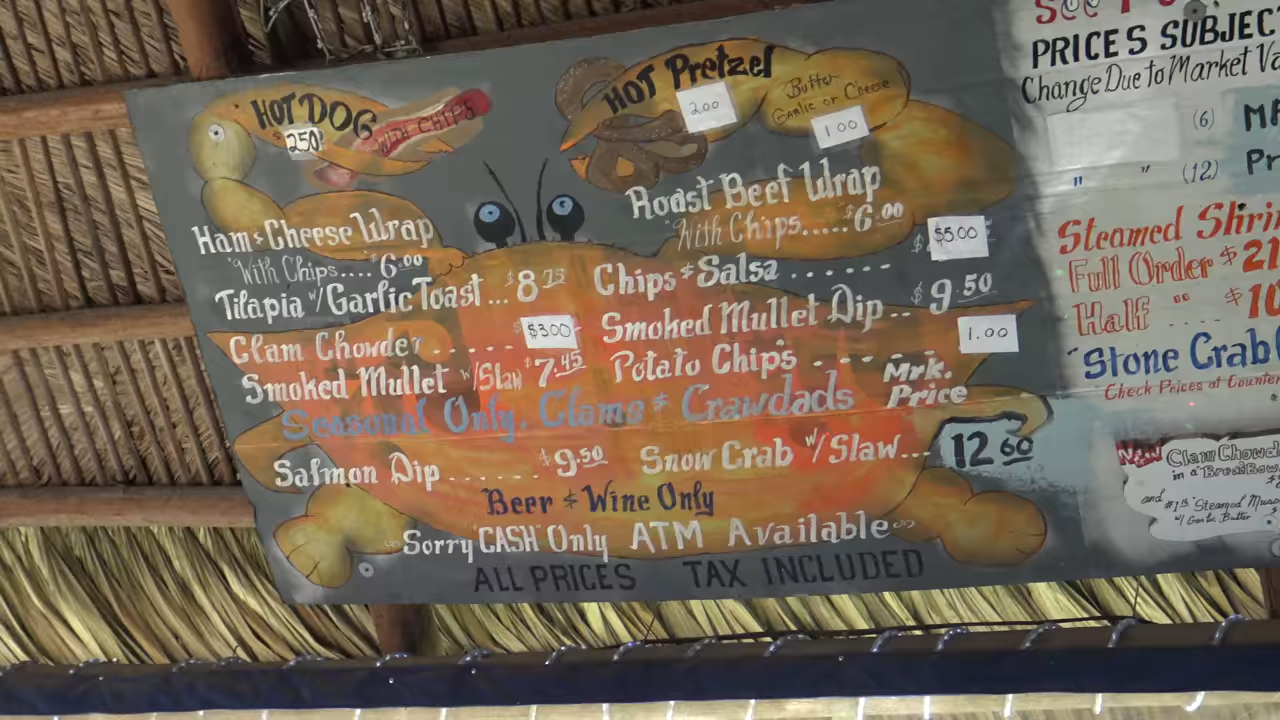 HOT DOG
250
WITH CHIPS
HOT Pretzel
2.00
Butter
Garlic or Cheese
1.00
Ham & Cheese Wrap
"With Chips.... $6.00
Tilapia w/ Garlic Toast ... $8.75
Clam Chowder ...... $3.00
Smoked Mullet w/Slaw $7.45
Roast Beef Wrap
"With Chips..... $6.00
Chips & Salsa ...... $ $5.00
Smoked Mullet Dip .. $9.50
Potato Chips .... 1.00
Seasonal Only. Clams & Crawdads Mrk. Price
Salmon Dip ...... $9.50
Snow Crab w/Slaw... 12.60
Beer & Wine Only
Sorry "CASH" Only ATM Available
ALL PRICES TAX INCLUDED
PRICES SUBJEC
Change Due to Market Va
(6)
" " (12) Pr
Steamed Shri
Full Order $21
Half " .... $10
"Stone Crab
Check Prices at Counter
New Clam Chowd
in a "Bread Bow
and #1 lb "Steamed Mus
w/ Garlic Butter